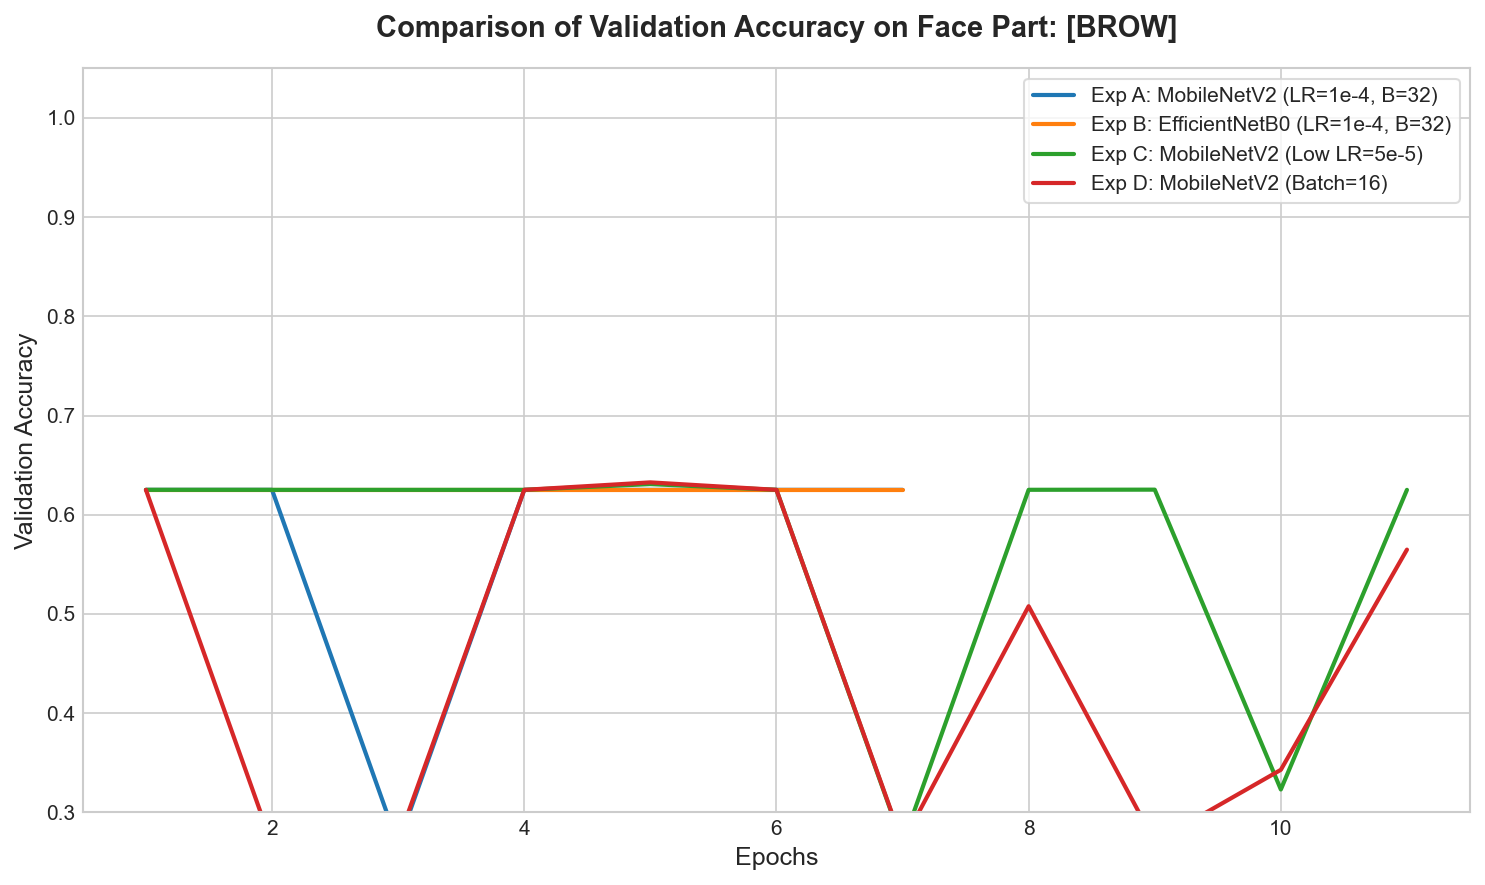 Comparison of Validation Accuracy on Face Part: [BROW]
Exp A: MobileNetV2 (LR=1e-4, B=32)
Exp B: EfficientNetB0 (LR=1e-4, B=32)
Exp C: MobileNetV2 (Low LR=5e-5)
Exp D: MobileNetV2 (Batch=16)
Validation Accuracy
1.0
0.9
0.8
0.7
0.6
0.5
0.4
0.3
2 4 6 8 10
Epochs